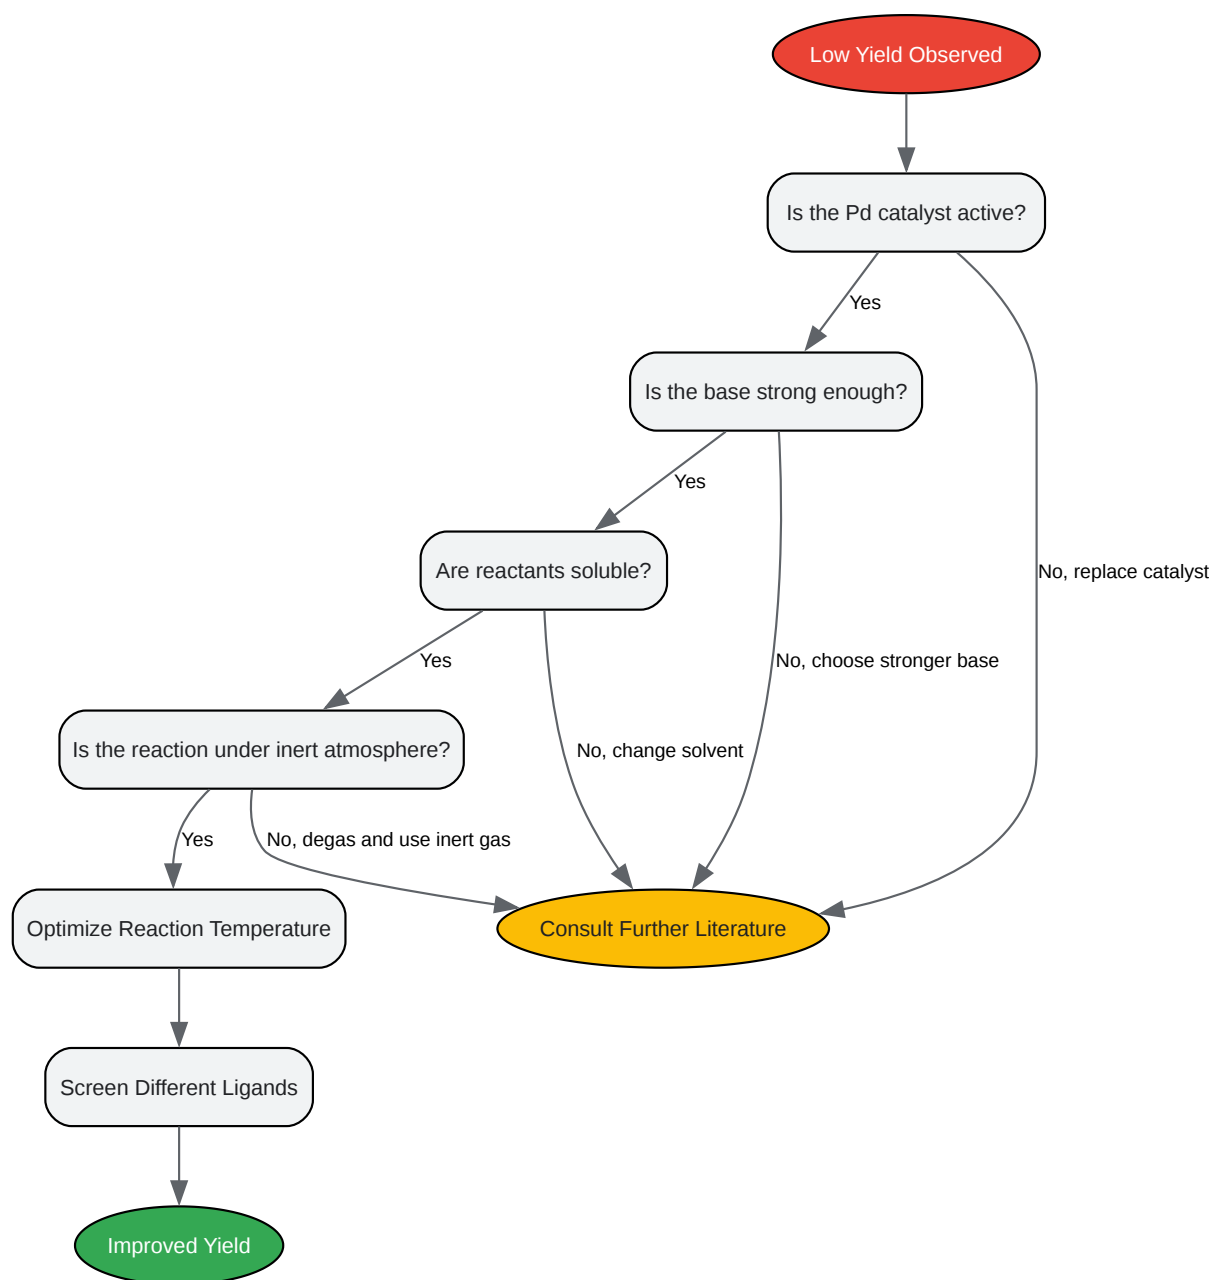 Low Yield Observed
Is the Pd catalyst active?
Yes
Is the base strong enough?
Yes
Are reactants soluble?
No, replace catalyst
Yes
No, choose stronger base
Is the reaction under inert atmosphere?
No, change solvent
Yes
No, degas and use inert gas
Optimize Reaction Temperature
Consult Further Literature
Screen Different Ligands
Improved Yield